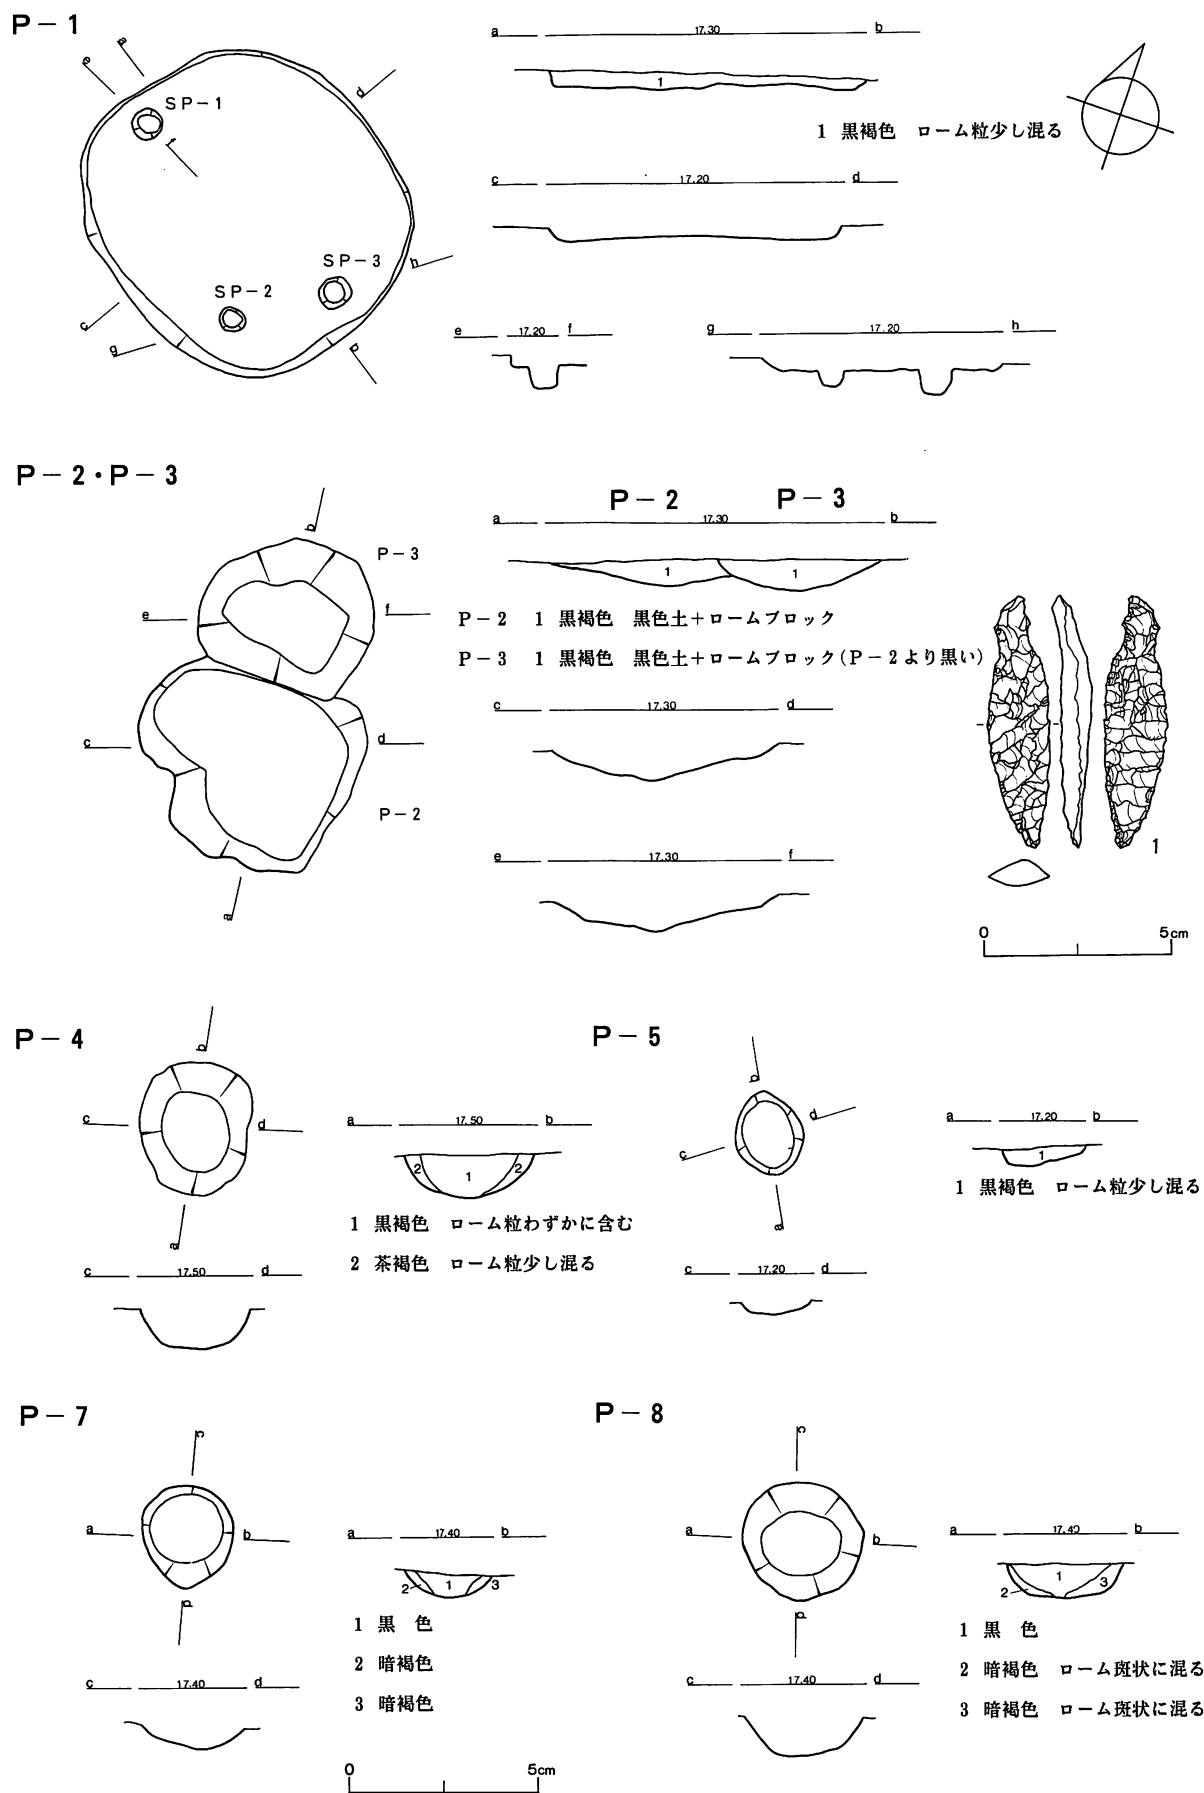 P－1
a 17.30 b
e
a
d
SP－1
f
1 黒褐色 ローム粒少し混る
c 17.20 d
h
SP－3
SP－2
c
g
b
e 17.20 f
g 17.20 h
P－2・P－3
P－2 P－3
a 17.30 b
1 1
b
P－3
e
f
P－2 1 黒褐色 黒色土＋ロームブロック
P－3 1 黒褐色 黒色土＋ロームブロック(P－2より黒い)
c 17.30 d
c
d
P－2
a
e 17.30 f
1
0 5cm
P－4
P－5
b
c
d
a
a 17.50 b
2 1 2
1 黒褐色 ローム粒わずかに含む
2 茶褐色 ローム粒少し混る
c 17.50 d
b
d
c
a
a 17.20 b
1
1 黒褐色 ローム粒少し混る
c 17.20 d
P－7
P－8
c
a
b
d
a 17.40 b
2 1 3
1 黒 色
2 暗褐色
3 暗褐色
c 17.40 d
c
a
b
d
a 17.40 b
1
2 3
1 黒 色
2 暗褐色 ローム斑状に混る
3 暗褐色 ローム斑状に混る
c 17.40 d
0 5cm